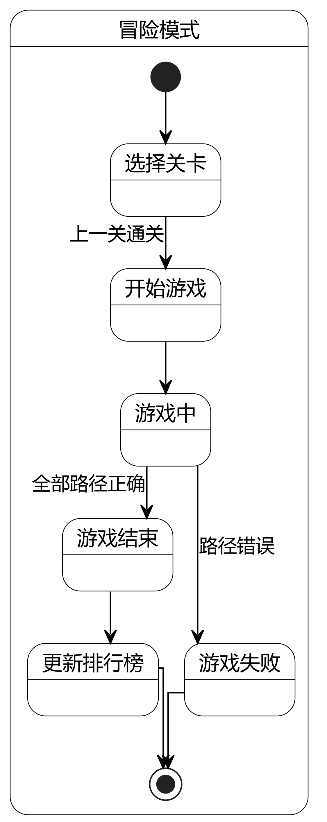 冒险模式
选择关卡
上一关通关
开始游戏
游戏中
全部路径正确
游戏结束
路径错误
更新排行榜
游戏失败